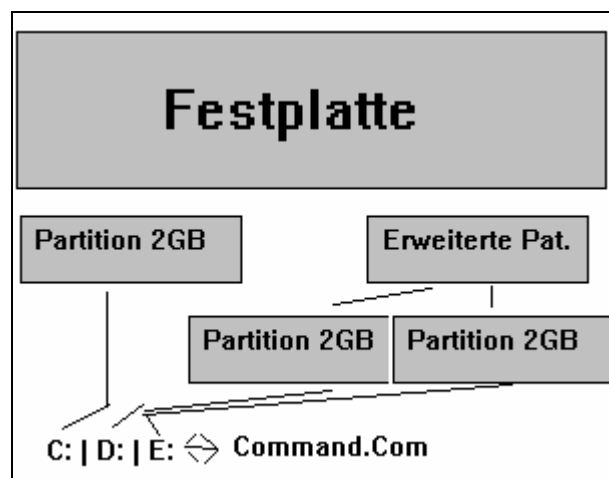 Festplatte
Partition 2GB
Erweiterte Pat.
Partition 2GB
Partition 2GB
C: | D: | E: <-> Command.Com